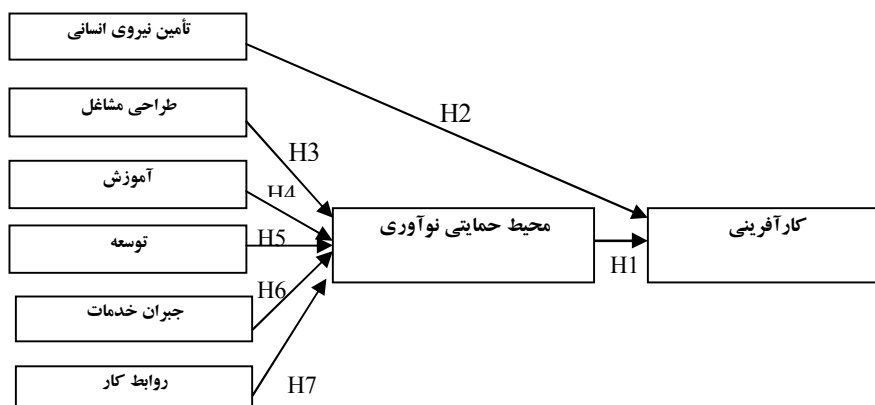 تأمین نیروی انسانی
H2
طراحی مشاغل
H3
آموزش
H4
محیط حمایتی نوآوری
کارآفرینی
توسعه
H5
H1
H6
جبران خدمات
روابط کار
H7